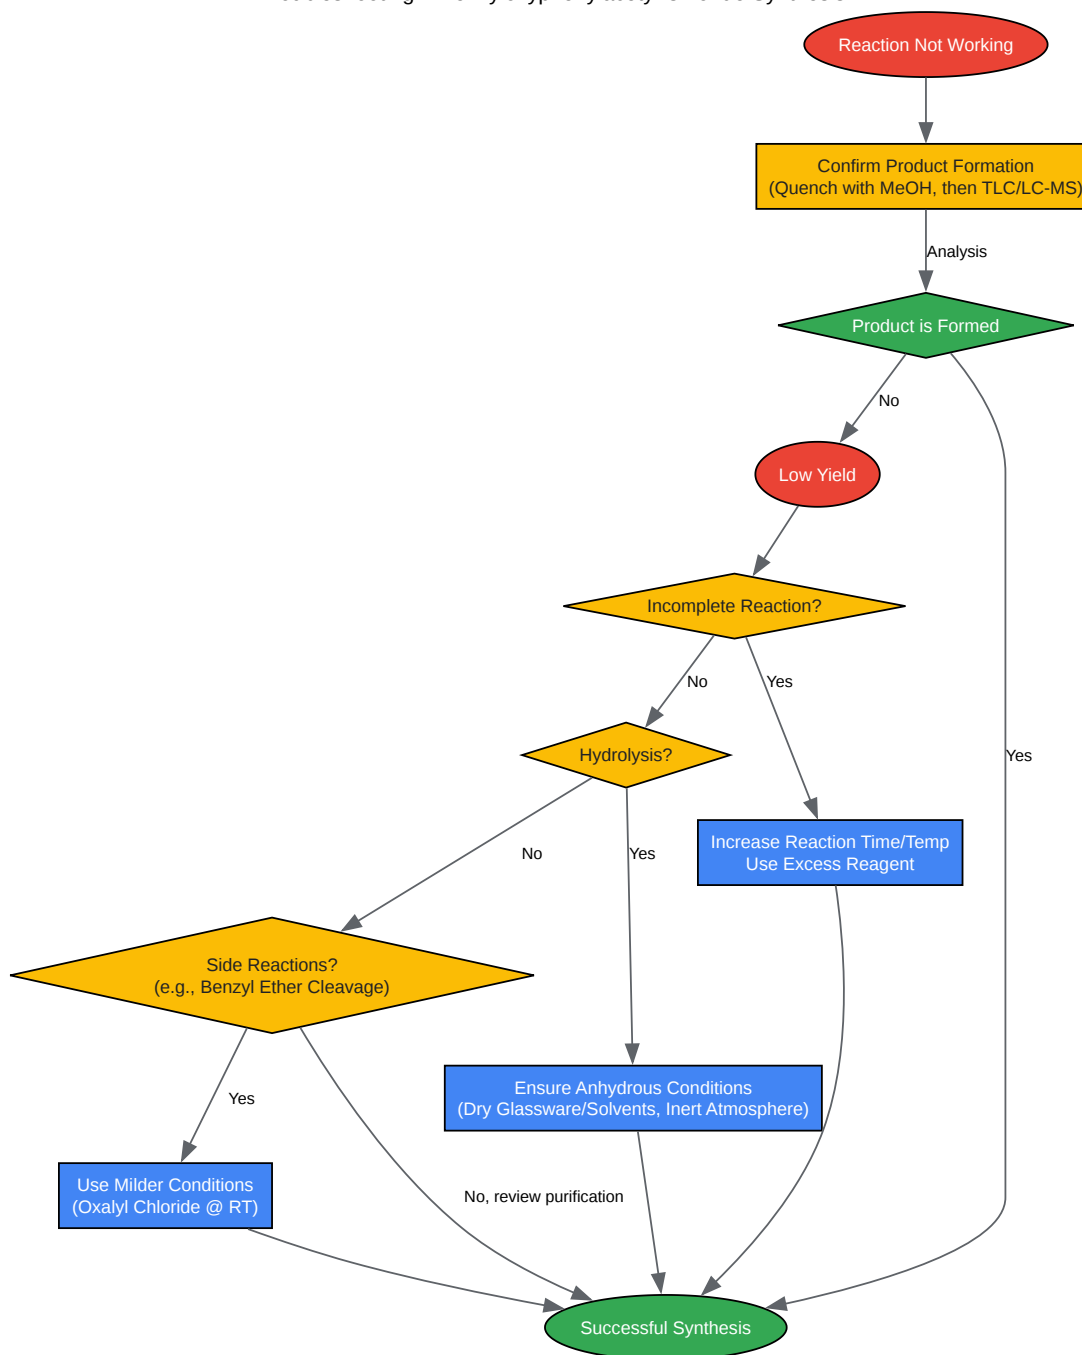 Reaction Not Working
Confirm Product Formation
(Quench with MeOH, then TLC/LC-MS)
Analysis
Product is Formed
No
Low Yield
Incomplete Reaction?
No
Yes
Hydrolysis?
Yes
Increase Reaction Time/Temp
Use Excess Reagent
No
Yes
Side Reactions?
(e.g., Benzyl Ether Cleavage)
Ensure Anhydrous Conditions
(Dry Glassware/Solvents, Inert Atmosphere)
Yes
Use Milder Conditions
(Oxalyl Chloride @ RT)
No, review purification
Successful Synthesis